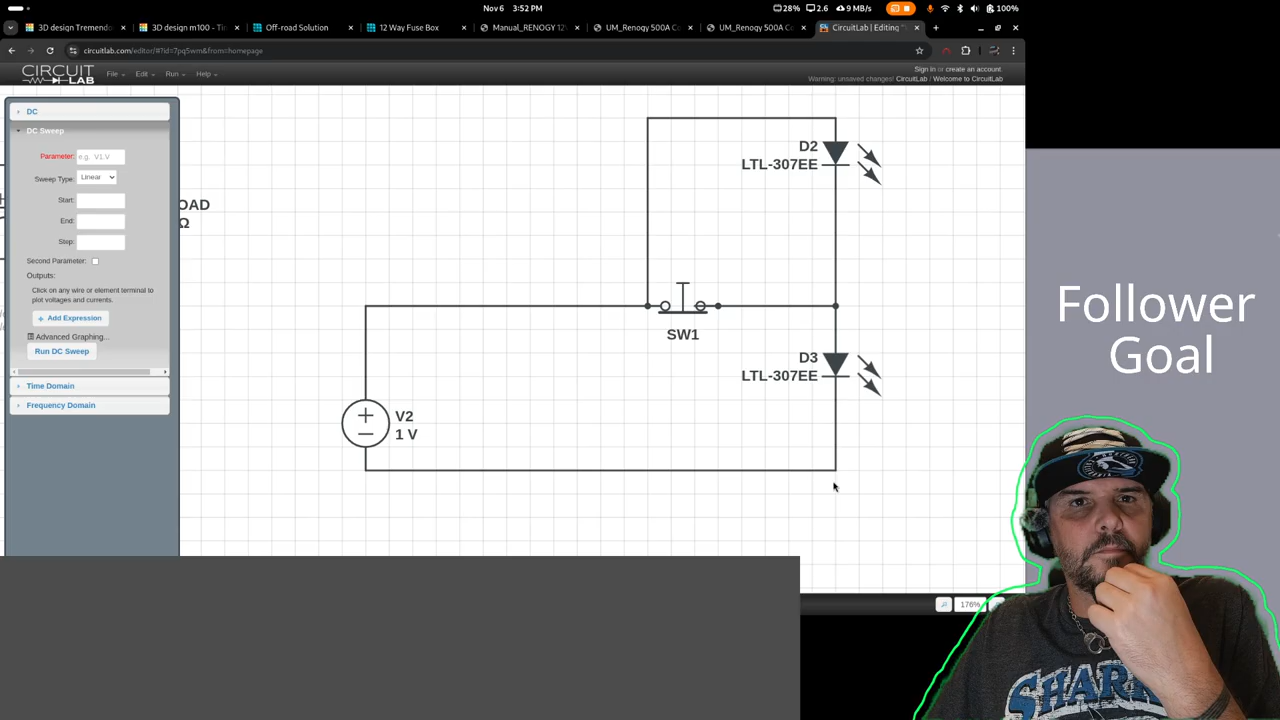 Nov 6 3:52 PM
28% 2.6 9 MB/s 100%
3D design Tremendo
3D design m100 - Ti
Off-road Solution
12 Way Fuse Box
Manual_RENOGY 12V
UM_Renogy 500A Co
UM_Renogy 500A Co
CircuitLab | Editing
circuitlab.com/editor/#?id=7pq5wm&from=homepage
CIRCUIT
LAB
File Edit Run Help
Sign in or create an account
Warning: unsaved changes! CircuitLab / Welcome to CircuitLab
DC
DC Sweep
Parameter: e.g. V1.V
Sweep Type: Linear
Start:
End:
Step:
Second Parameter:
Outputs:
Click on any wire or element terminal to
plot voltages and currents.
+ Add Expression
Advanced Graphing...
Run DC Sweep
Time Domain
Frequency Domain
OAD
Ω
D2
LTL-307EE
SW1
D3
LTL-307EE
V2
1 V
176%
Follower
Goal
SHARKS